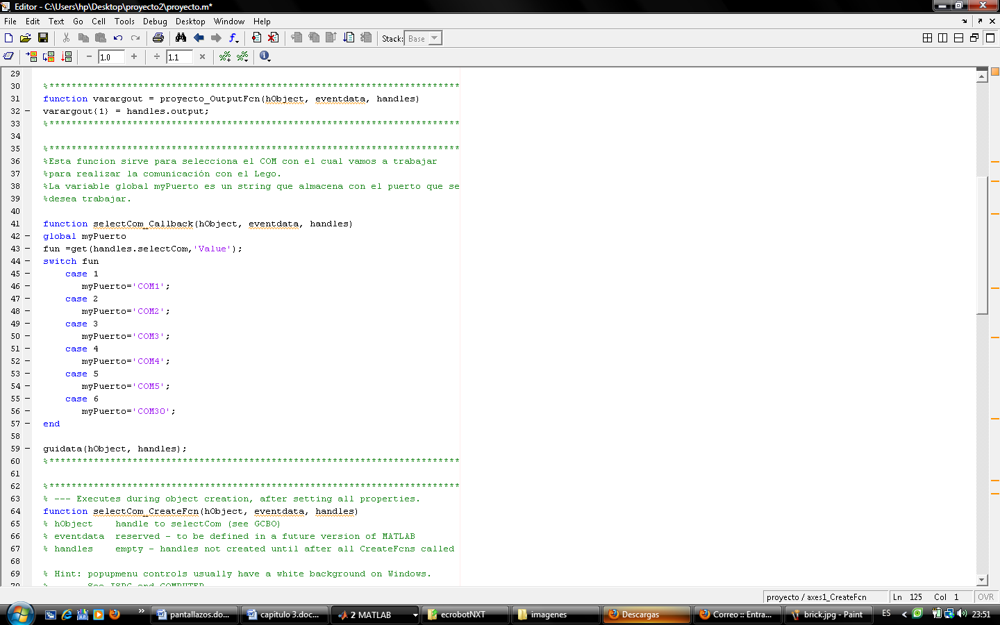 Editor - C:\Users\hp\Desktop\proyecto2\proyecto.m*
File Edit Text Go Cell Tools Debug Desktop Window Help
Stack: Base
1.0 1.1
29
30 %**************************************************************************
31 function varargout = proyecto_OutputFcn(hObject, eventdata, handles)
32 varargout{1} = handles.output;
33 %**************************************************************************
34
35 %**************************************************************************
36 %Esta funcion sirve para selecciona el COM con el cual vamos a trabajar
37 %para realizar la comunicación con el Lego.
38 %La variable global myPuerto es un string que almacena con el puerto que se
39 %desea trabajar.
40
41 function selectCom_Callback(hObject, eventdata, handles)
42 global myPuerto
43 fun =get(handles.selectCom,'Value');
44 switch fun
45 case 1
46 myPuerto='COM1';
47 case 2
48 myPuerto='COM2';
49 case 3
50 myPuerto='COM3';
51 case 4
52 myPuerto='COM4';
53 case 5
54 myPuerto='COM5';
55 case 6
56 myPuerto='COM30';
57 end
58
59 guidata(hObject, handles);
60 %**************************************************************************
61
62 %**************************************************************************
63 % --- Executes during object creation, after setting all properties.
64 function selectCom_CreateFcn(hObject, eventdata, handles)
65 % hObject    handle to selectCom (see GCBO)
66 % eventdata  reserved - to be defined in a future version of MATLAB
67 % handles    empty - handles not created until after all CreateFcns called
68
69 % Hint: popupmenu controls usually have a white background on Windows.
70 % See ISPC and COMPUTER.
proyecto / axes1_CreateFcn Ln 125 Col 1 OVR
pantallazos.do... capitulo 3.doc... 2 MATLAB ecrobotNXT imagenes Descargas Correo :: Entra... brick.jpg - Paint ES 23:51